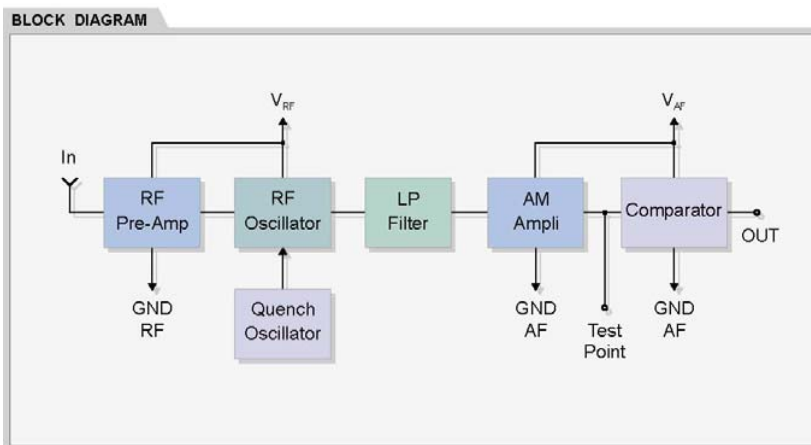 BLOCK DIAGRAM
V_RF
V_AF
In
RF
Pre-Amp
RF
Oscillator
LP
Filter
AM
Ampli
Comparator
OUT
GND
RF
Quench
Oscillator
GND
AF
Test
Point
GND
AF